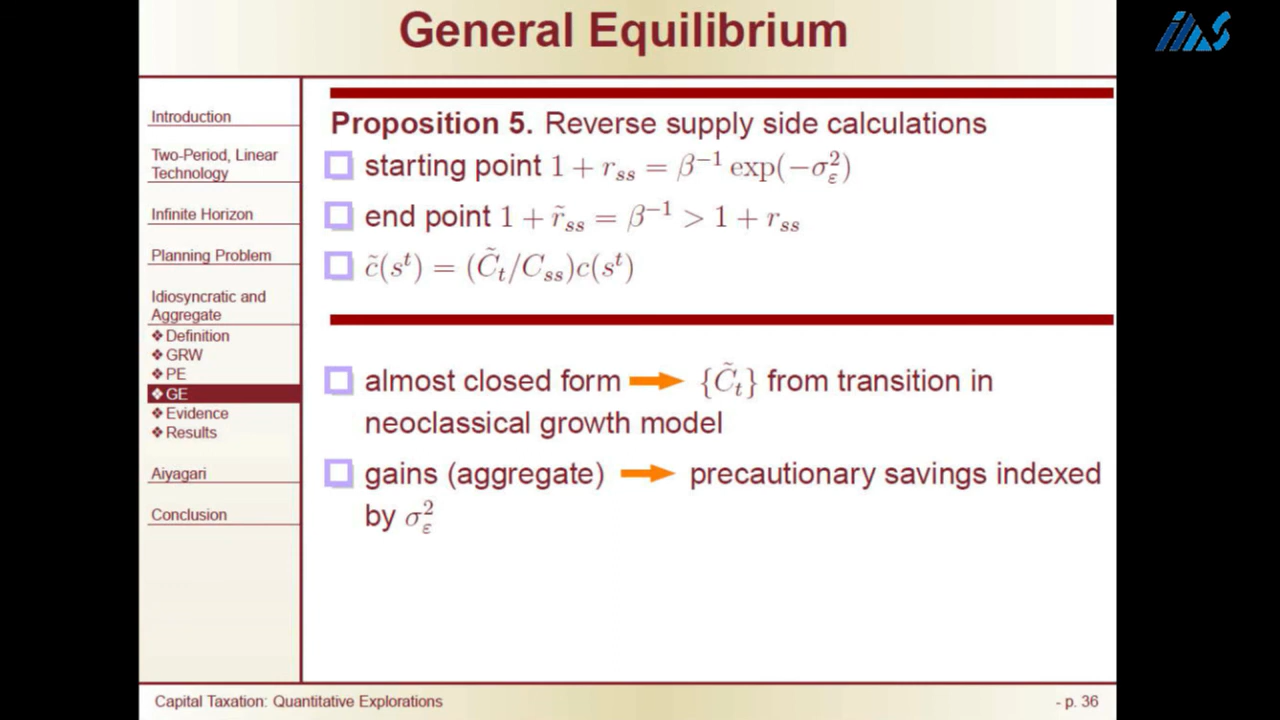 General Equilibrium
IIAS
Introduction
Two-Period, Linear
Technology
Infinite Horizon
Planning Problem
Idiosyncratic and
Aggregate
❖ Definition
❖ GRW
❖ PE
❖ GE
❖ Evidence
❖ Results
Aiyagari
Conclusion
Proposition 5. Reverse supply side calculations
starting point 1 + r_{ss} = β^{−1} exp(−σ_ε^2)
end point 1 + r̃_{ss} = β^{−1} > 1 + r_{ss}
c̃(s^t) = (C̃_t/C_{ss})c(s^t)
almost closed form → {C̃_t} from transition in
neoclassical growth model
gains (aggregate) → precautionary savings indexed
by σ_ε^2
Capital Taxation: Quantitative Explorations
- p. 36